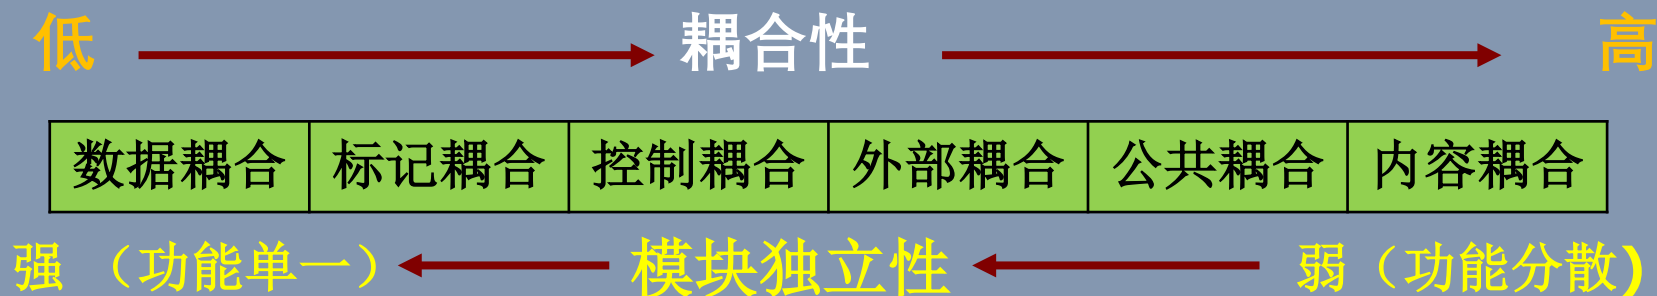 低 耦合性 高
数据耦合 标记耦合 控制耦合 外部耦合 公共耦合 内容耦合
强 （功能单一） 模块独立性 弱（功能分散)